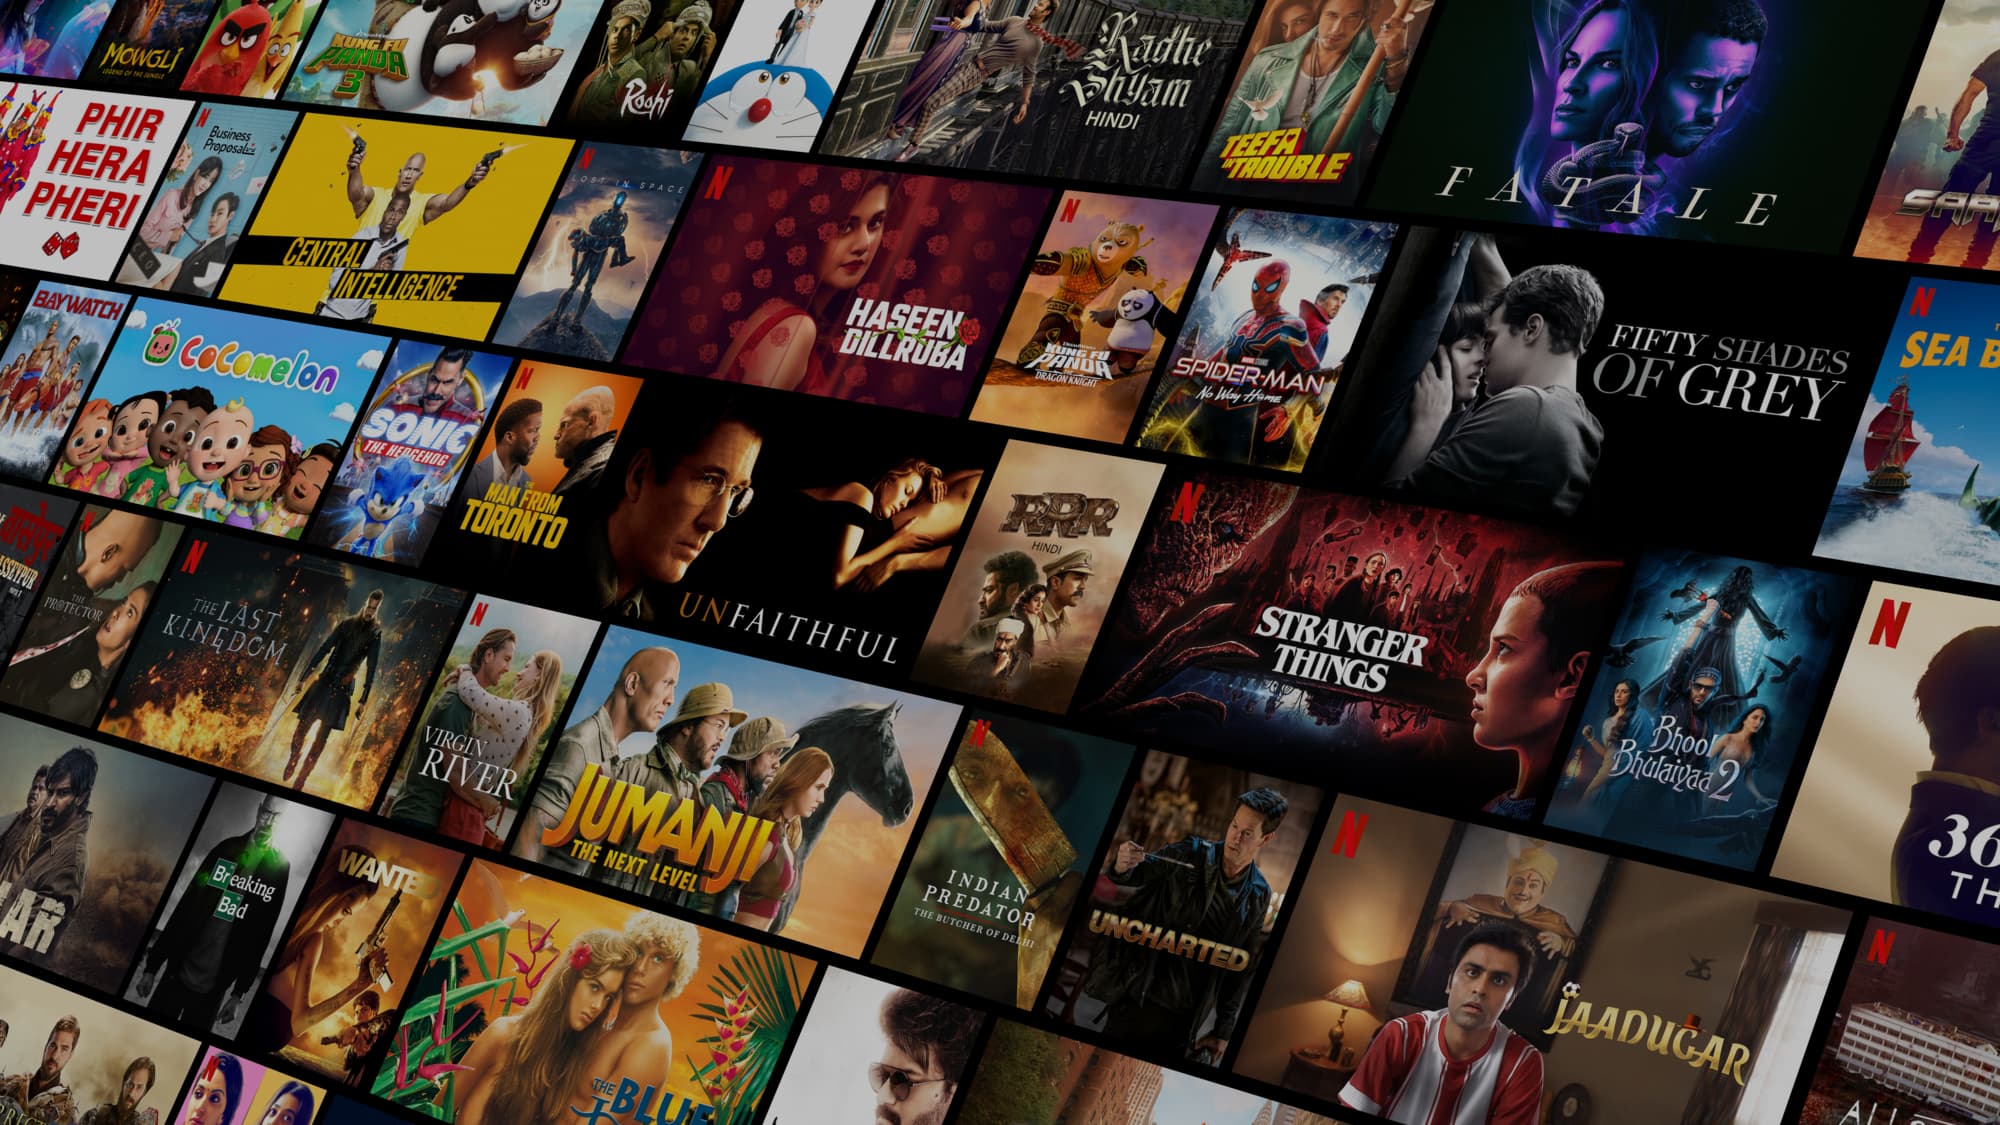 MOWGLI
LEGEND OF THE JUNGLE
KUNG FU
PANDA
3
Roohi
Radhe
Shyam
HINDI
TEEFA
IN TROUBLE
FATALE
PHIR
HERA
PHERI
N
Business
Proposal
CENTRAL
INTELLIGENCE
N
LOST IN SPACE
N
HASEEN
DILLRUBA
N
KUNG FU
PANDA
DRAGON KNIGHT
SPIDER-MAN
No Way Home
FIFTY SHADES
OF GREY
N
SEA B
BAYWATCH
CoComelon
SONIC
THE HEDGEHOG
N
THE
MAN FROM
TORONTO
UNFAITHFUL
RRR
HINDI
N
STRANGER
THINGS
Bhool
Bhulaiyaa 2
N
36
TH
THE
PROTECTOR
N
THE LAST
KINGDOM
N
VIRGIN
RIVER
JUMANJI
THE NEXT LEVEL
N
INDIAN
PREDATOR
THE BUTCHER OF DELHI
UNCHARTED
N
JAADUGAR
N
AR
Breaking
Bad
WANTE
THE BLUE
N